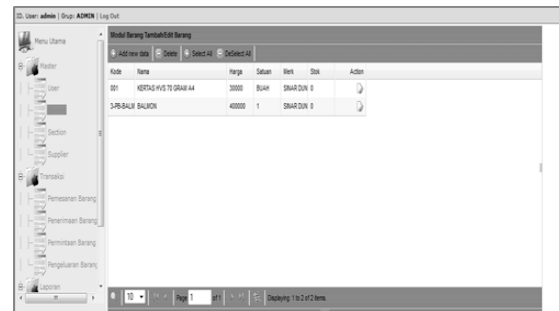 ID. User: admin | Grup: ADMIN | Log Out
Menu Utama
Master
User
Section
Supplier
Transaksi
Pemesanan Barang
Penerimaan Barang
Permintaan Barang
Pengeluaran Barang
Laporan
Modul Barang Tambah/Edit Barang
Add new data Delete Select All DeSelect All
Kode Nama Harga Satuan Merk Stok Action
001 KERTAS HVS 70 GRAM A4 30000 BUAH SINAR DUN 0
3-PB-BALM BALMON 400000 1 SINAR DUN 0
10 Page 1 of 1 Displaying: 1 to 2 of 2 items.